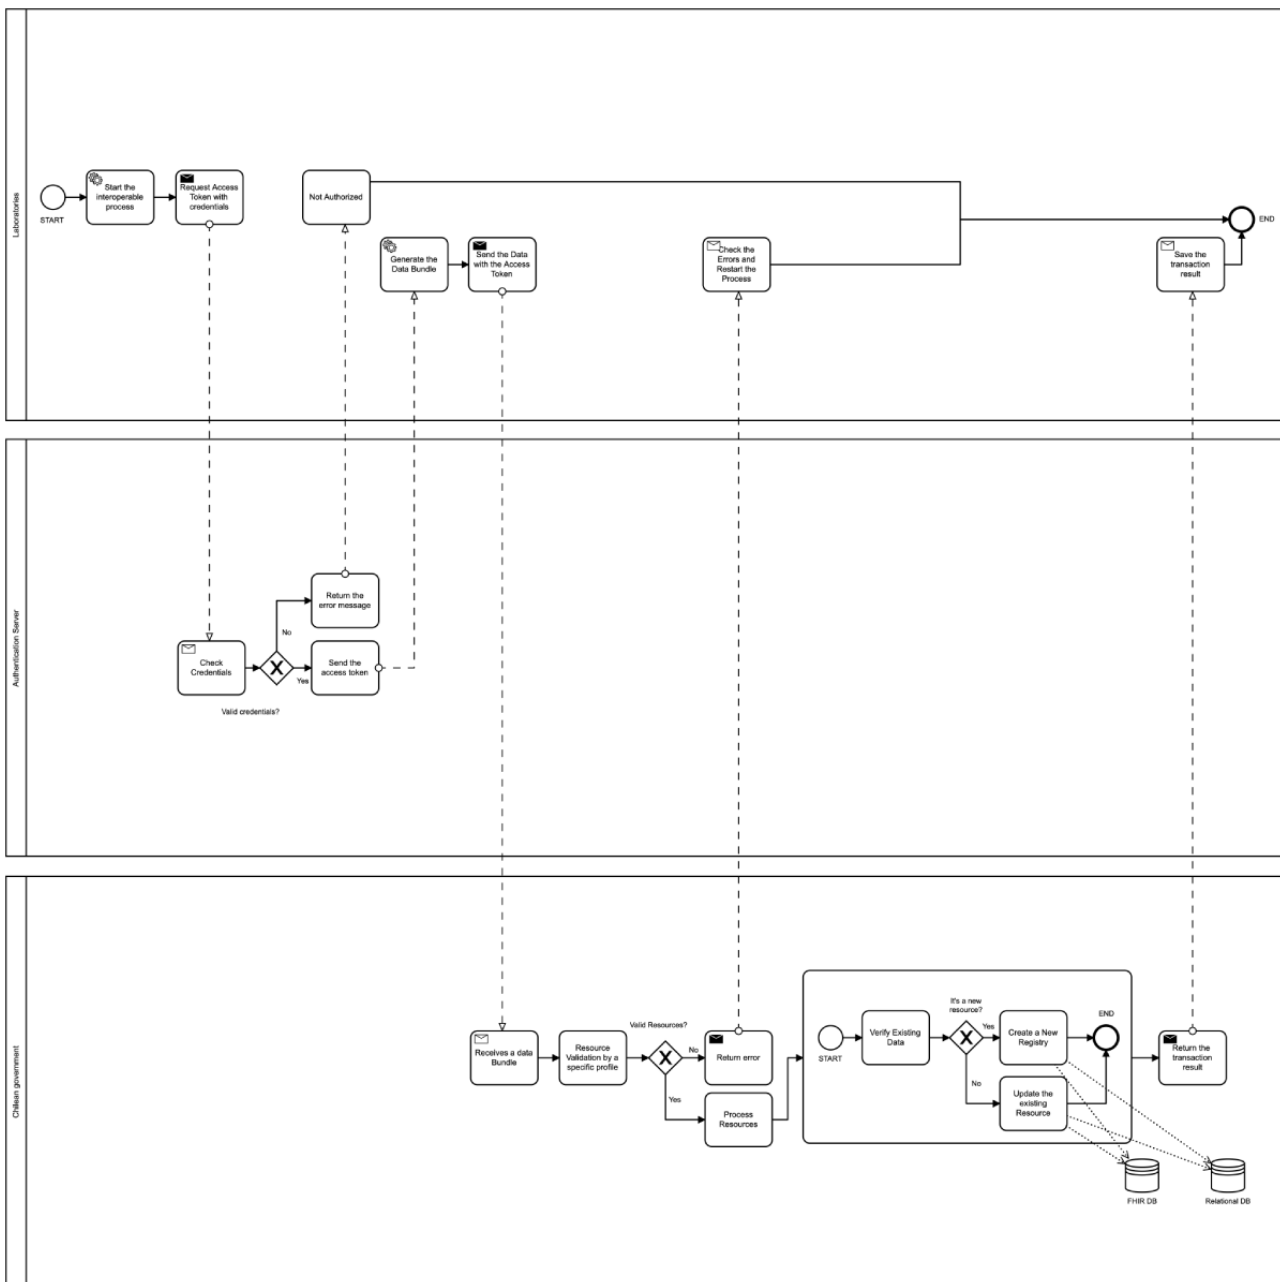 Laboratories
START
Start the
interoperable
process
Request Access
Token with
credentials
Not Authorized
Generate the
Data Bundle
Send the Data
with the Access
Token
Check the
Errors and
Restart the
Process
Save the
transaction
result
END
Authentication Server
Check
Credentials
Valid credentials?
No
Yes
Return the
error message
Send the
access token
Chilean government
Receives a data
Bundle
Resource
Validation by a
specific profile
Valid Resources?
No
Yes
Return error
Process
Resources
START
Verify Existing
Data
It's a new
resource?
Yes
No
Create a New
Registry
Update the
existing
Resource
END
Return the
transaction
result
FHIR DB
Relational DB